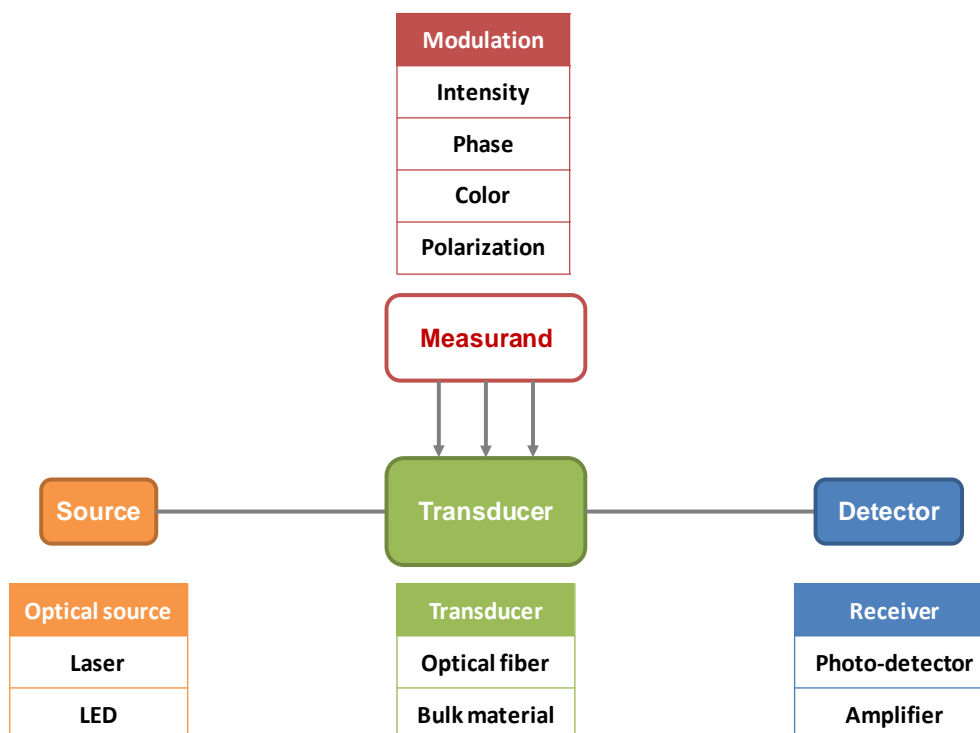 Modulation
Intensity
Phase
Color
Polarization
Measurand
Source
Transducer
Detector
Optical source
Laser
LED
Transducer
Optical fiber
Bulk material
Receiver
Photo-detector
Amplifier